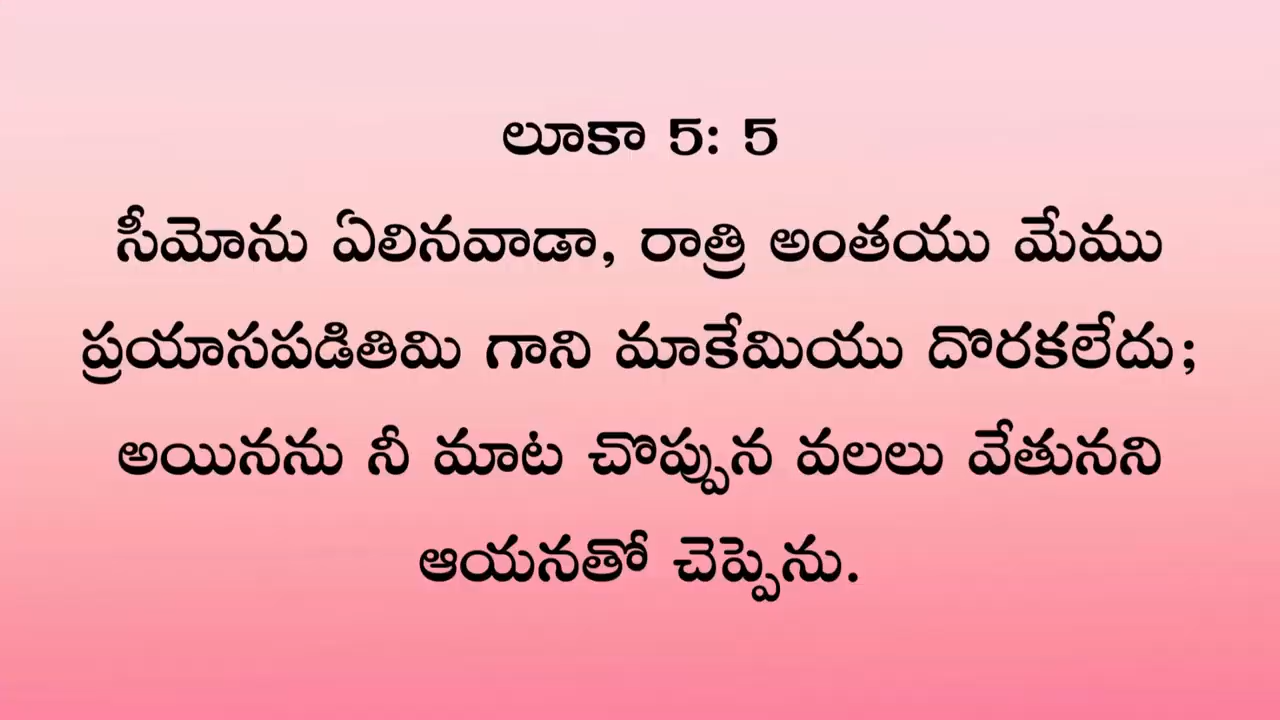 లూకా 5: 5
సీమోను ఏలినవాడా, రాత్రి అంతయు మేము
ప్రయాసపడితిమి గాని మాకేమియు దొరకలేదు;
అయినను నీ మాట చొప్పున వలలు వేతునని
ఆయనతో చెప్పెను.